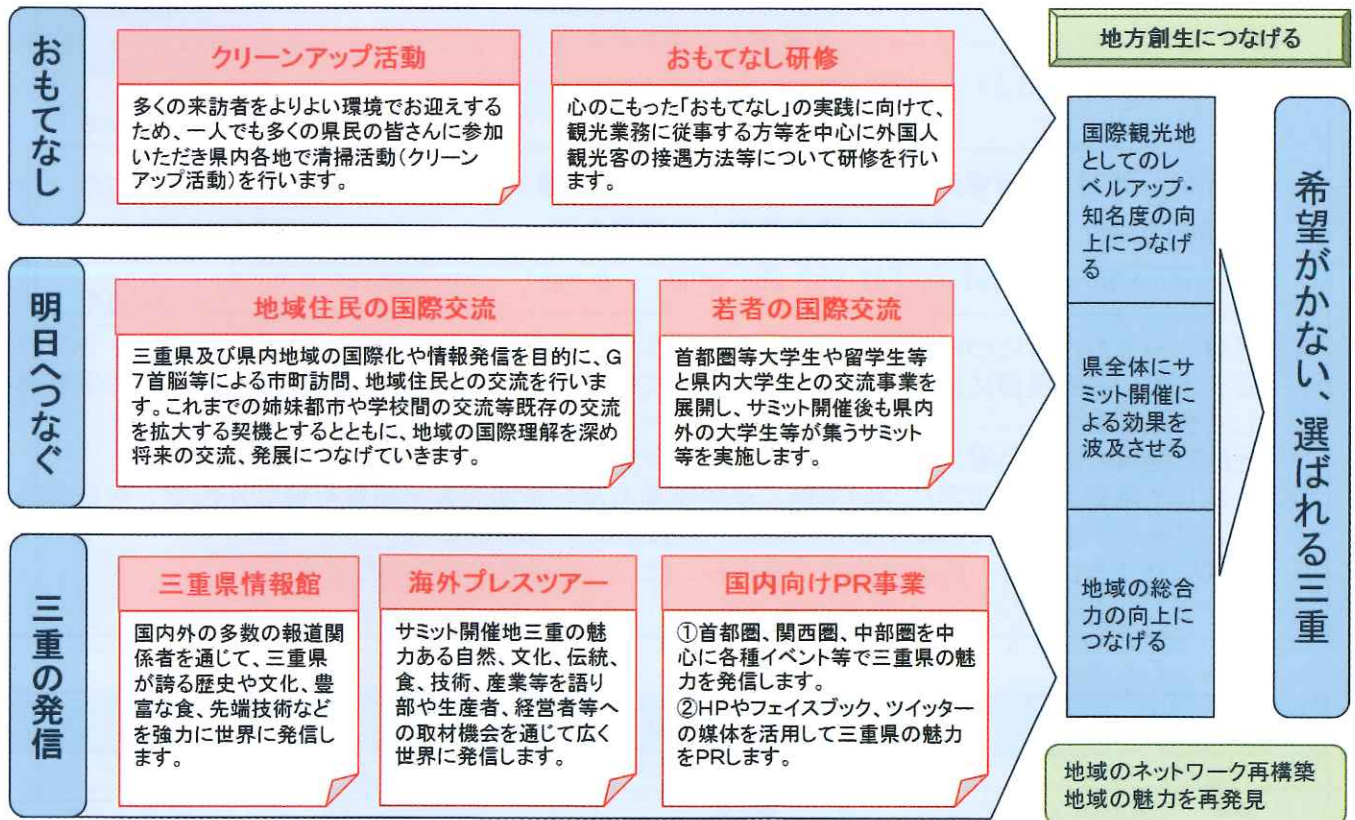 おもてなし
クリーンアップ活動
多くの来訪者をよりよい環境でお迎えする
ため、一人でも多くの県民の皆さんに参加
いただき県内各地で清掃活動(クリーン
アップ活動)を行います。
おもてなし研修
心のこもった「おもてなし」の実践に向けて、
観光業務に従事する方等を中心に外国人
観光客の接遇方法等について研修を行い
ます。
明日へつなぐ
地域住民の国際交流
三重県及び県内地域の国際化や情報発信を目的に、G
7首脳等による市町訪問、地域住民との交流を行いま
す。これまでの姉妹都市や学校間の交流等既存の交流
を拡大する契機とするとともに、地域の国際理解を深め
将来の交流、発展につなげていきます。
若者の国際交流
首都圏等大学生や留学生等
と県内大学生との交流事業を
展開し、サミット開催後も県内
外の大学生等が集うサミット
等を実施します。
三重の発信
三重県情報館
国内外の多数の報道関
係者を通じて、三重県
が誇る歴史や文化、豊
富な食、先端技術など
を強力に世界に発信し
ます。
海外プレスツアー
サミット開催地三重の魅
力ある自然、文化、伝統、
食、技術、産業等を語り
部や生産者、経営者等へ
の取材機会を通じて広く
世界に発信します。
国内向けPR事業
①首都圏、関西圏、中部圏を中
心に各種イベント等で三重県の魅
力を発信します。
②HPやフェイスブック、ツイッター
の媒体を活用して三重県の魅力
をPRします。
地方創生につなげる
国際観光地
としてのレ
ベルアップ・
知名度の向
上につなげ
る
県全体にサ
ミット開催に
よる効果を
波及させる
地域の総合
力の向上に
つなげる
希望がかない、選ばれる三重
地域のネットワーク再構築
地域の魅力を再発見